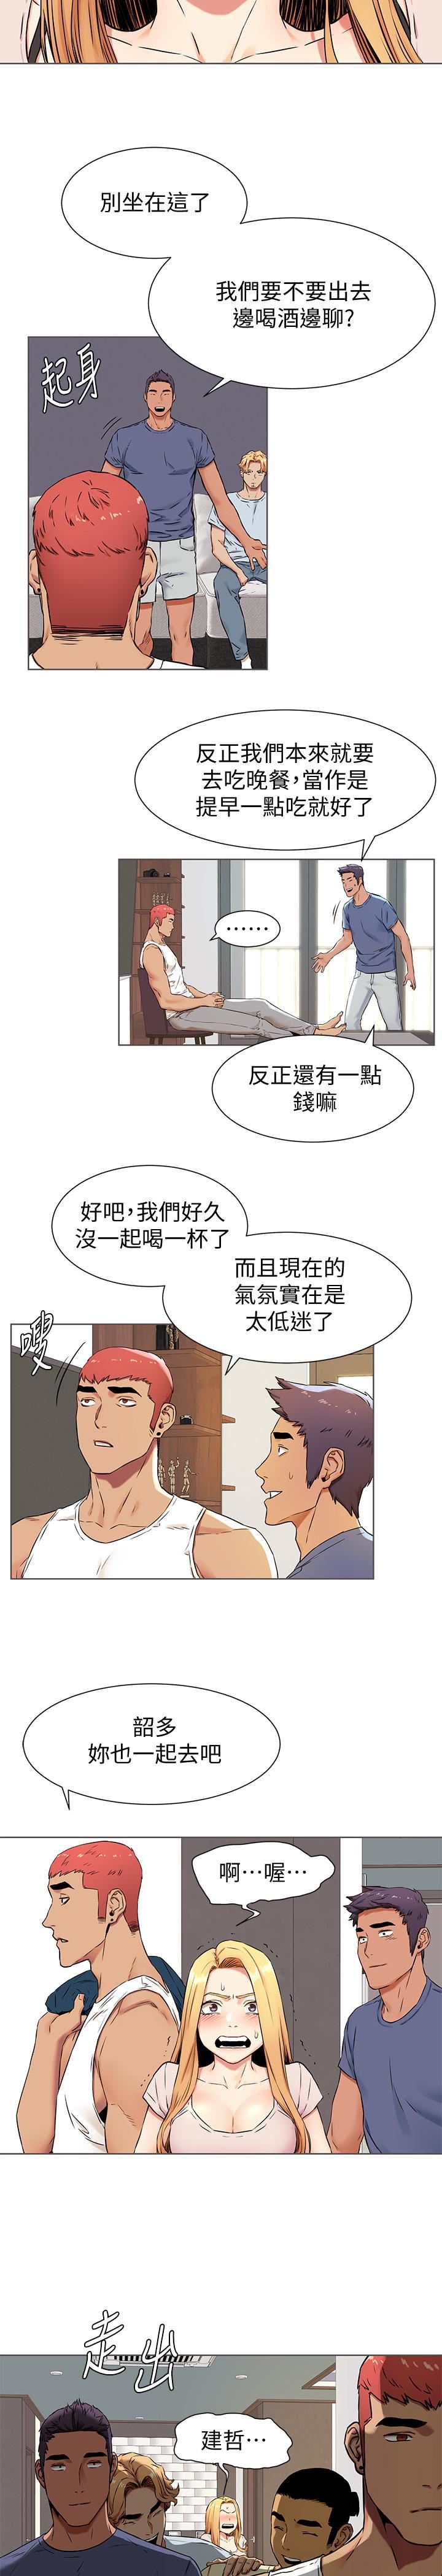 別坐在這了
我們要不要出去
邊喝酒邊聊?
起身
反正我們本來就要
去吃晚餐,當作是
提早一點吃就好了
……
反正還有一點
錢嘛
好吧,我們好久
沒一起喝一杯了
而且現在的
氣氛實在是
太低迷了
嗖
韶多
妳也一起去吧
啊…喔…
走出
建哲…